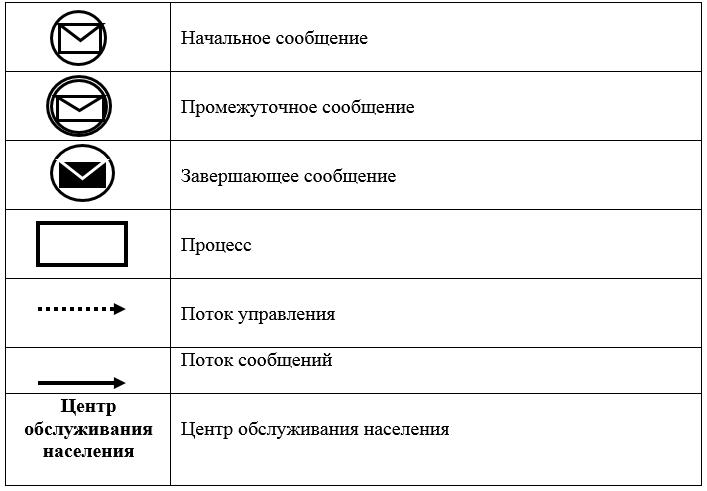 Начальное сообщение
Промежуточное сообщение
Завершающее сообщение
Процесс
Поток управления
Поток сообщений
Центр
обслуживания
населения
Центр обслуживания населения